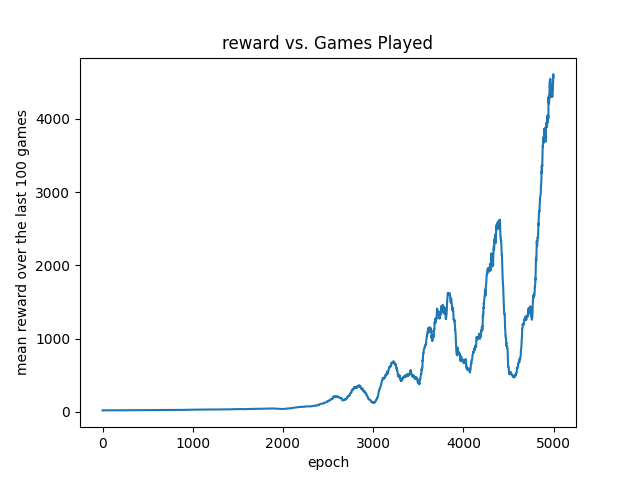 reward vs. Games Played
mean reward over the last 100 games
4000
3000
2000
1000
0
0 1000 2000 3000 4000 5000
epoch